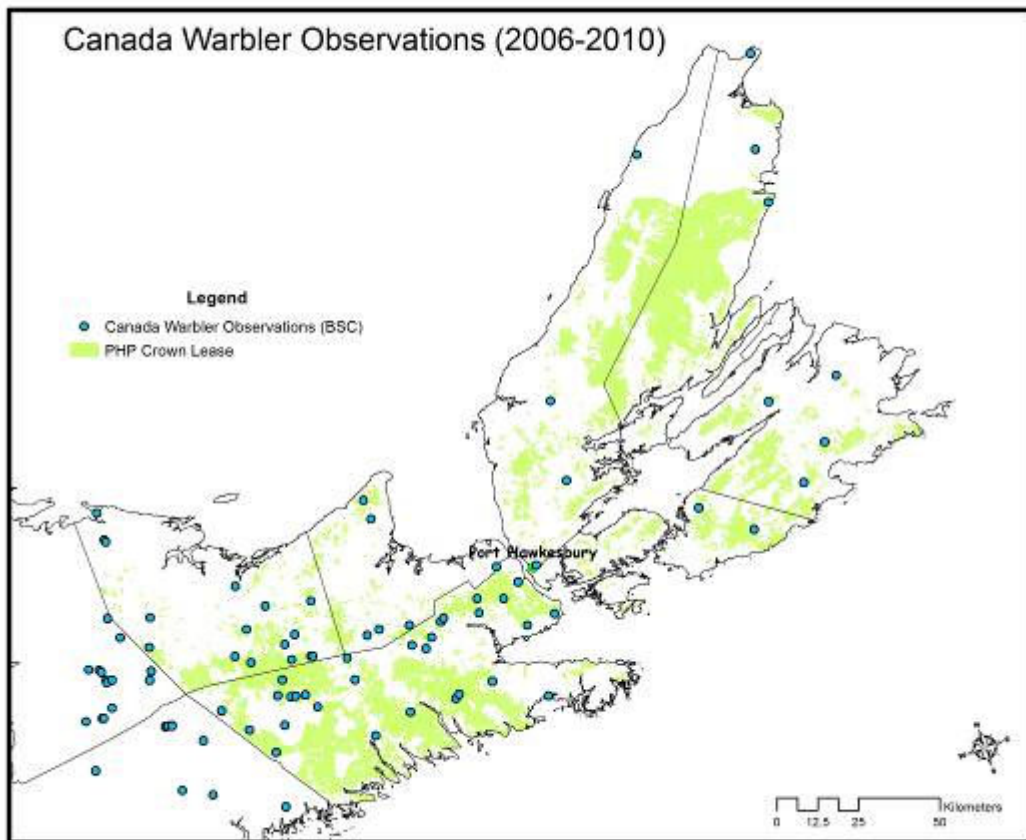 Canada Warbler Observations (2006-2010)
Legend
Canada Warbler Observations (BSC)
PHP Crown Lease
Port Hawkesbury
Kilometers
0 12.5 25 50